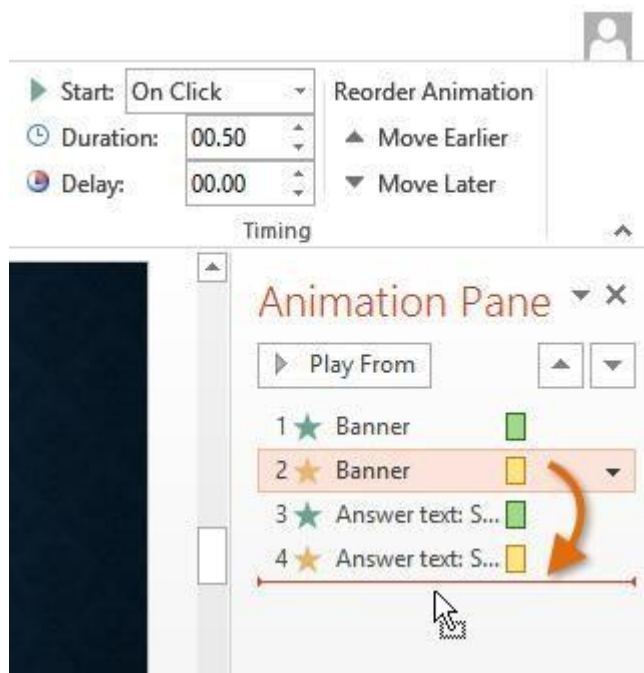 Start: On Click Reorder Animation
Duration: 00.50 Move Earlier
Delay: 00.00 Move Later
Timing
Animation Pane
Play From
1 Banner
2 Banner
3 Answer text: S...
4 Answer text: S...